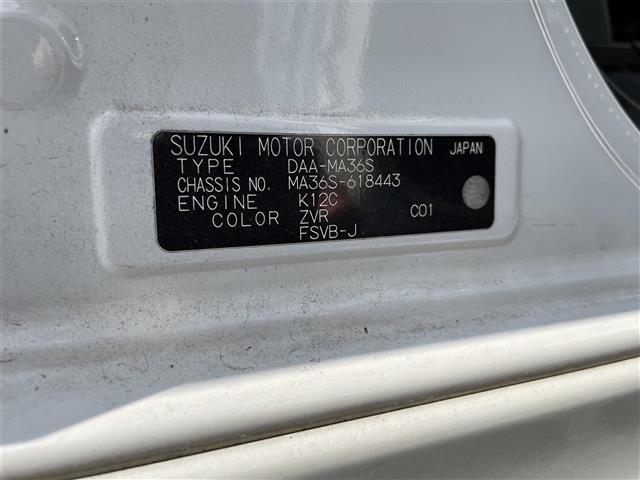 SUZUKI MOTOR CORPORATION JAPAN
TYPE DAA-MA36S
CHASSIS NO. MA36S-618443
ENGINE K12C
COLOR ZVR C01
FSVB-J